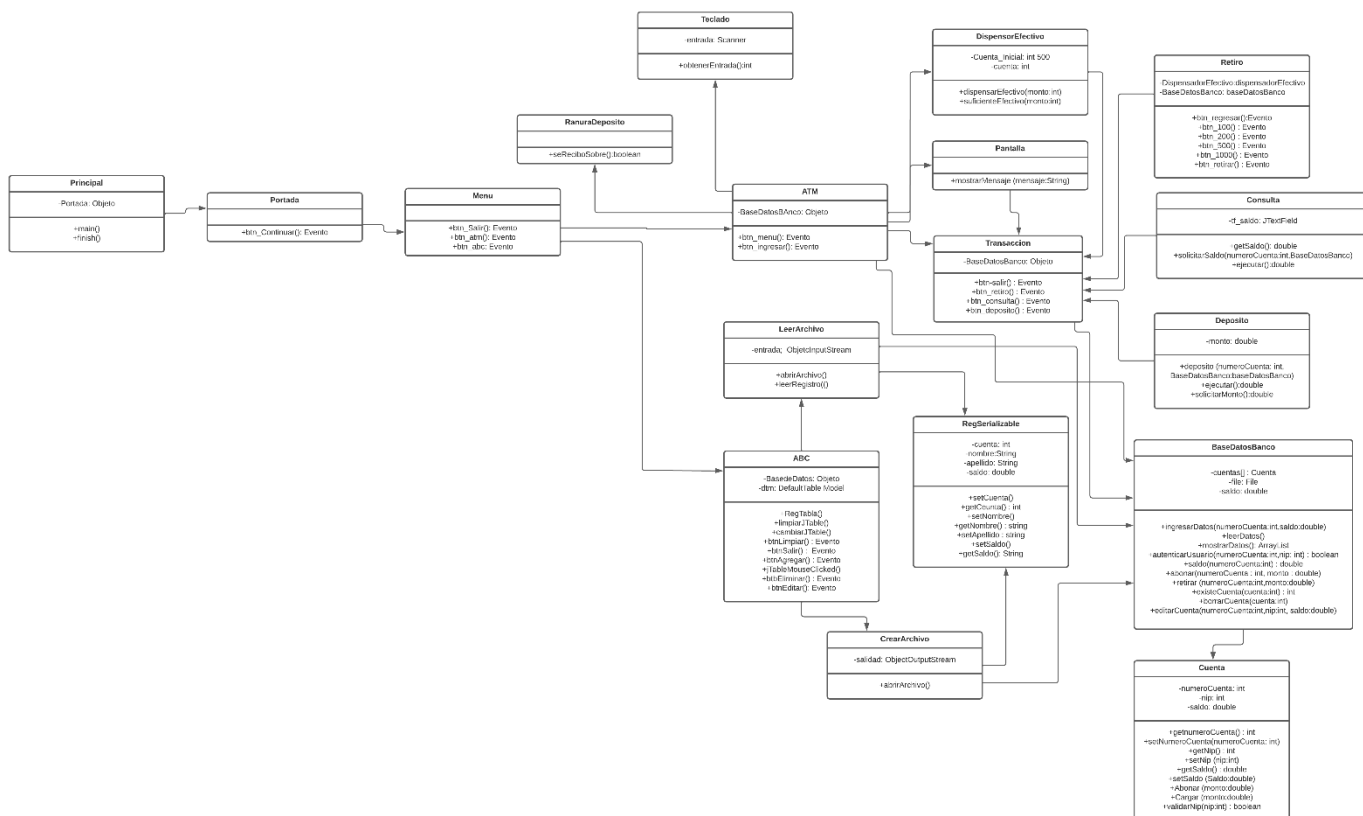 Teclado
-entrada: Scanner
+obtenerEntrada():int
DispensorEfectivo
-Cuenta_Inicial: int 500
-cuenta: int
+dispensarEfectivo(monto:int)
+suficienteEfectivo(monto:int)
Retiro
-DispensadorEfectivo:dispensadorEfectivo
-BaseDatosBanco: baseDatosBanco
+btn_regresar():Evento
+btn_100() : Evento
+btn_200() : Evento
+btn_500() : Evento
+btn_1000() : Evento
+btn_retirar() : Evento
RanuraDeposito
+seReciboSobre():boolean
Pantalla
+mostrarMensaje (mensaje:String)
Principal
-Portada: Objeto
+main()
+finish()
Portada
+btn_Continuar(): Evento
Menu
+btn_Salir(): Evento
+btn_atm(): Evento
+btn_abc: Evento
ATM
-BaseDatosBAnco: Objeto
+btn_menu(): Evento
+btn_ingresar(): Evento
Consulta
-tf_saldo: JTextField
+getSaldo(): double
+solicitarSaldo(numeroCuenta:int,BaseDatosBanco)
+ejecutar():double
Transaccion
-BaseDatosBanco: Objeto
+btn-salir() : Evento
+btn_retiro() : Evento
+btn_consulta() : Evento
+btn_deposito() : Evento
Deposito
-monto: double
+deposito (numeroCuenta: int,
BaseDatosBanco:baseDatosBanco)
+ejecutar():double
+solicitarMonto():double
LeerArchivo
-entrada; ObjetcInputStream
+abrirArchivo()
+leerRegistro(()
RegSerializable
-cuenta: int
-nombre:String
-apellido: String
-saldo: double
+setCuenta()
+getCounta() : int
+setNombre()
+getNombre() : string
+setApellido : string
+setSaldo()
+getSaldo(): String
ABC
-BasedeDatos: Objeto
-dtm: DefaultTable Model
+RegTabla()
+limpiarJTable()
+cambiarJTable()
+btnLimpiar() : Evento
+btnSalir() : Evento
+btnAgregar() : Evento
+jTableMouseClicked()
+btbEliminar() : Evento
+btnEditar(): Evento
BaseDatosBanco
-cuentas[] : Cuenta
-file: File
-saldo: double
+ingresarDatos(numeroCuenta:int,saldo:double)
+leerDatos()
+mostrarDatos(): ArrayList
+autenticarUsuario(numeroCuenta:int,nip: int) : boolean
+saldo(numeroCuenta:int) : double
+abonar(numeroCuenta : int, monto : double)
+retirar (numeroCuenta:int,monto:double)
+existeCuenta(cuenta:int) : int
+borrarCuenta(cuenta:int)
+editarCuenta(numeroCuenta:int,nip:int, saldo:double)
CrearArchivo
-salidad: ObjectOutputStream
+abrirArchivo()
Cuenta
-numeroCuenta: int
-nip: int
-saldo: double
+getnumeroCuenta() : int
+setNumeroCuenta(numeroCuenta: int)
+getNip() : int
+setNip (nip:int)
+getSaldo() : double
+setSaldo (Saldo:double)
+Abonar (monto:double)
+Cargar (monto:double)
+validarNip(nip:int) : boolean